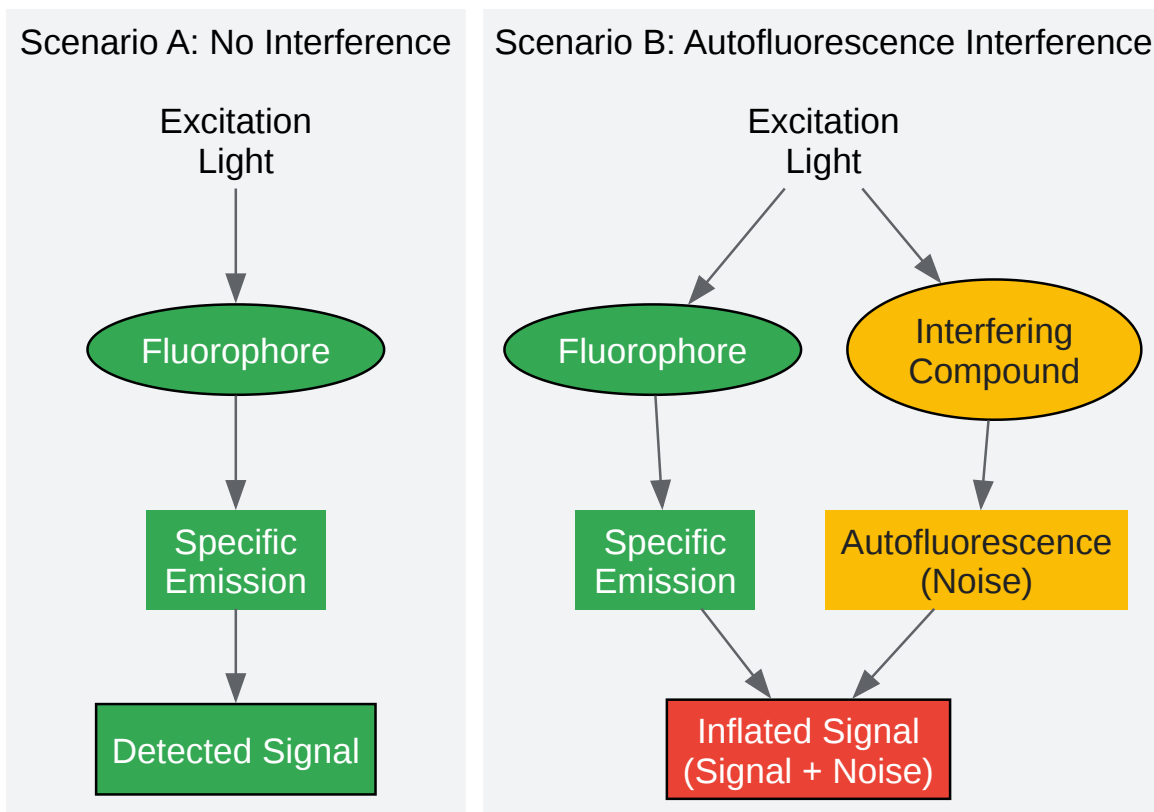 Scenario A: No Interference
Excitation
Light
Fluorophore
Specific
Emission
Detected Signal
Scenario B: Autofluorescence Interference
Excitation
Light
Fluorophore
Interfering
Compound
Specific
Emission
Autofluorescence
(Noise)
Inflated Signal
(Signal + Noise)